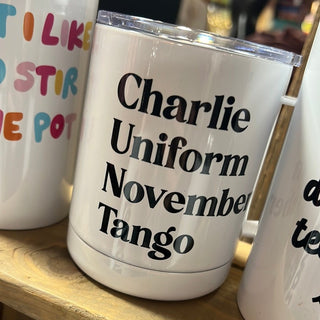 T I LIKE
STIR
E POT
Charlie
Uniform
November
Tango